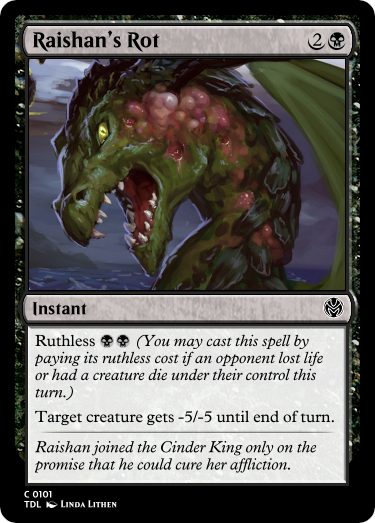 Raishan's Rot 2
Instant
Ruthless (You may cast this spell by
paying its ruthless cost if an opponent lost life
or had a creature die under their control this
turn.)
Target creature gets -5/-5 until end of turn.
Raishan joined the Cinder King only on the
promise that he could cure her affliction.
C 0101
TDL Linda Lithen